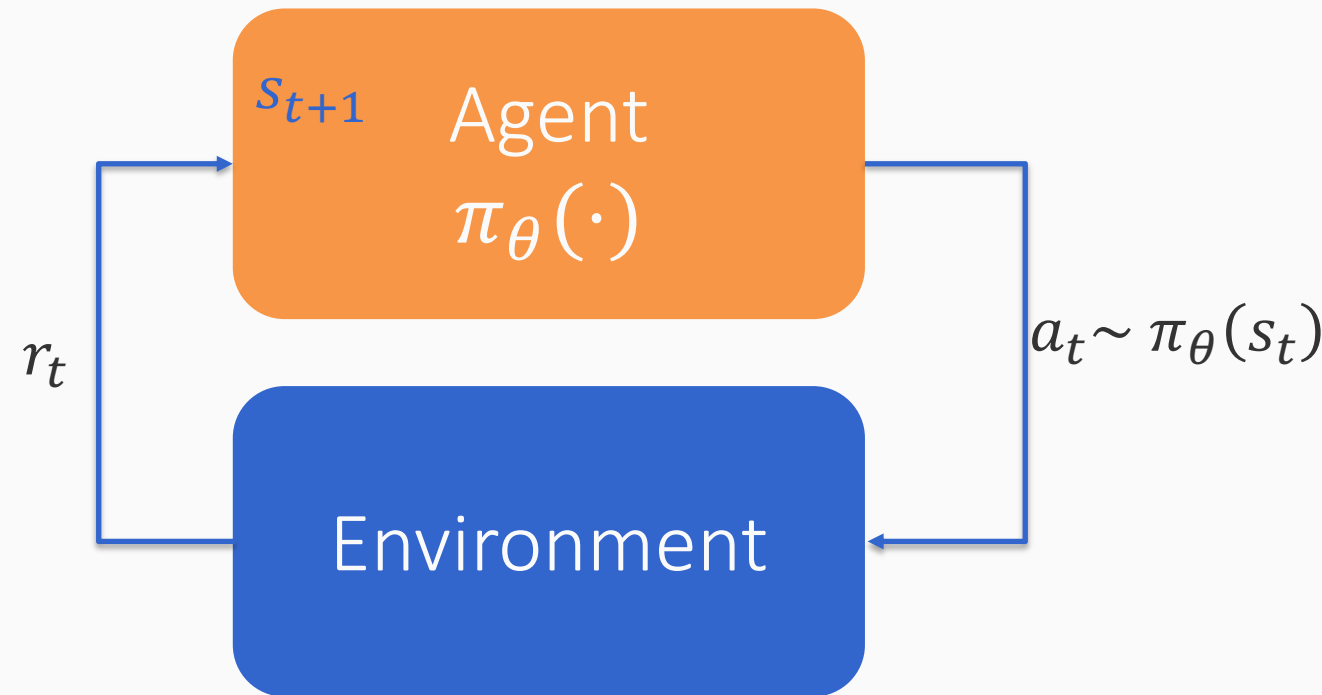 s_{t+1}
Agent
π_θ(·)
r_t
a_t ~ π_θ(s_t)
Environment